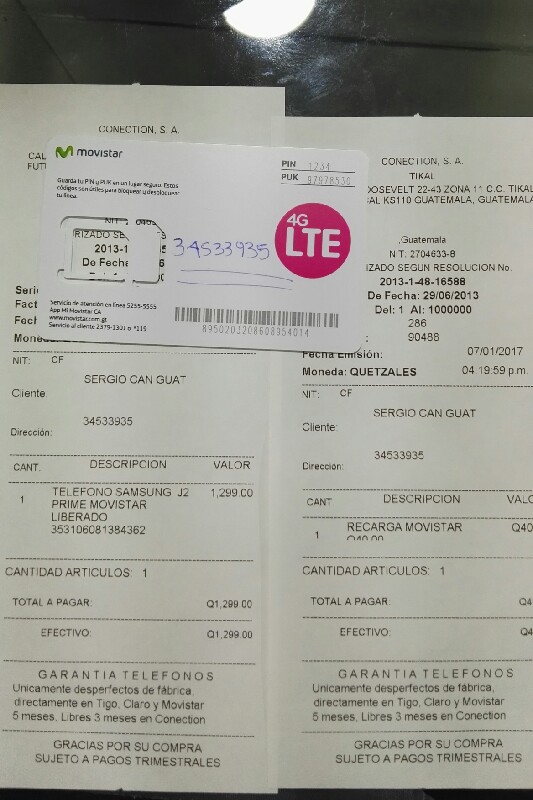 CONECTION, S. A.
movistar
Guarda tu PIN y PUK en un lugar seguro. Estos
códigos son útiles para bloquear y desbloquear
tu línea.
PIN 1234
PUK 97978530
4G
LTE
34533935
RIZADO SE
2013-1
De Fecha
Servicio de atención en línea 5255-5555
App Mi Movistar CA
www.movistar.com.gt
Servicio al cliente 2379-1301 o *119
8950203208608954014
Seri
Fact
Fech
Moned
NIT: CF
SERGIO CAN GUAT
Cliente
34533935
Dirección:
CANT. DESCRIPCION VALOR
1 TELEFONO SAMSUNG J2 1,299.00
PRIME MOVISTAR
LIBERADO
353106081384362
CANTIDAD ARTICULOS: 1
TOTAL A PAGAR: Q1,299.00
EFECTIVO: Q1,299.00
GARANTIA TELEFONOS
Unicamente desperfectos de fábrica,
directamente en Tigo, Claro y Movistar
5 meses, Libres 3 meses en Conection
GRACIAS POR SU COMPRA
SUJETO A PAGOS TRIMESTRALES
CONECTION, S. A.
TIKAL
OOSEVELT 22-43 ZONA 11 C.C. TIKAL
AL KS110 GUATEMALA, GUATEMALA
,Guatemala
NIT: 2704633-8
IZADO SEGUN RESOLUCION No.
2013-1-48-16588
De Fecha: 29/06/2013
Del: 1 Al: 1000000
286
90488
Fecha Emisión: 07/01/2017
Moneda: QUETZALES 04:19:59 p.m.
NIT: CF
SERGIO CAN GUAT
Cliente:
34533935
Dirección:
CANT DESCRIPCION VALO
1 RECARGA MOVISTAR Q40
Q40.00
CANTIDAD ARTICULOS: 1
TOTAL A PAGAR: Q4
EFECTIVO: Q4
GARANTIA TELEFONOS
Unicamente desperfectos de fábrica,
directamente en Tigo, Claro y Movistar
5 meses, Libres 3 meses en Conection
GRACIAS POR SU COMPRA
SUJETO A PAGOS TRIMESTRALES